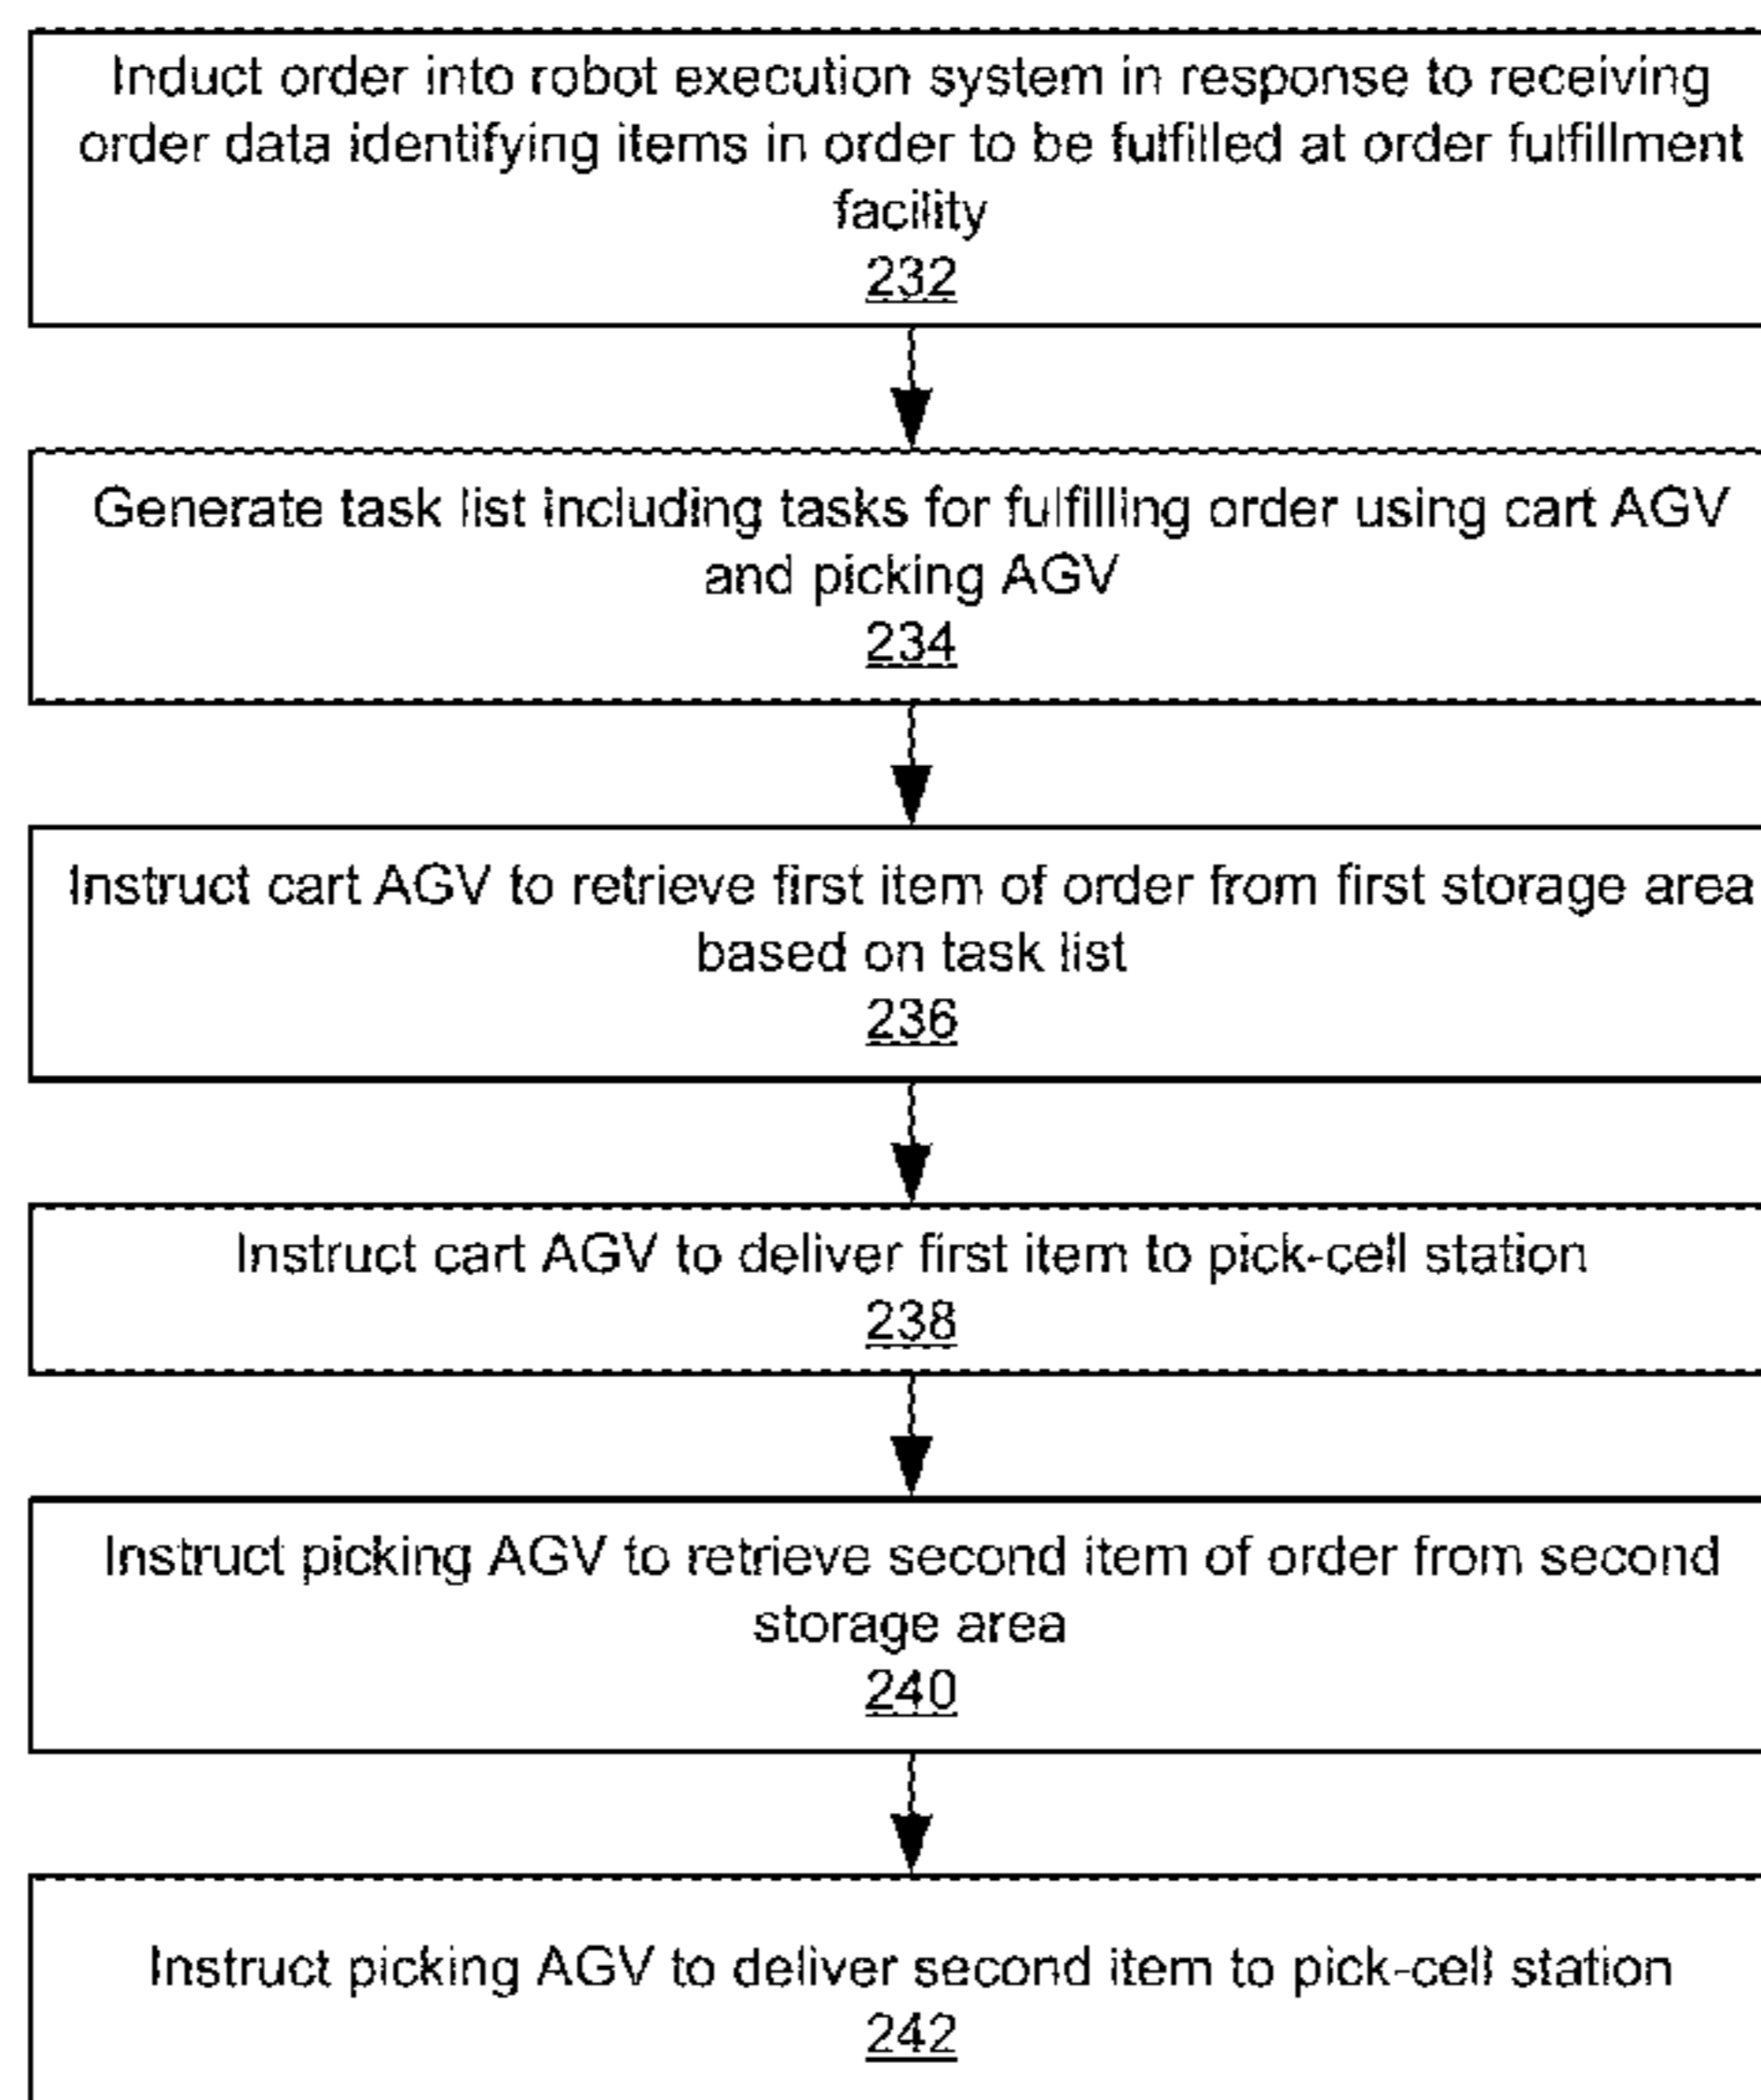 Induct order into robot execution system in response to receiving
order data identifying items in order to be fulfilled at order fulfillment
facility
232
Generate task list including tasks for fulfilling order using cart AGV
and picking AGV
234
Instruct cart AGV to retrieve first item of order from first storage area
based on task list
236
Instruct cart AGV to deliver first item to pick-cell station
238
Instruct picking AGV to retrieve second item of order from second
storage area
240
Instruct picking AGV to deliver second item to pick-cell station
242